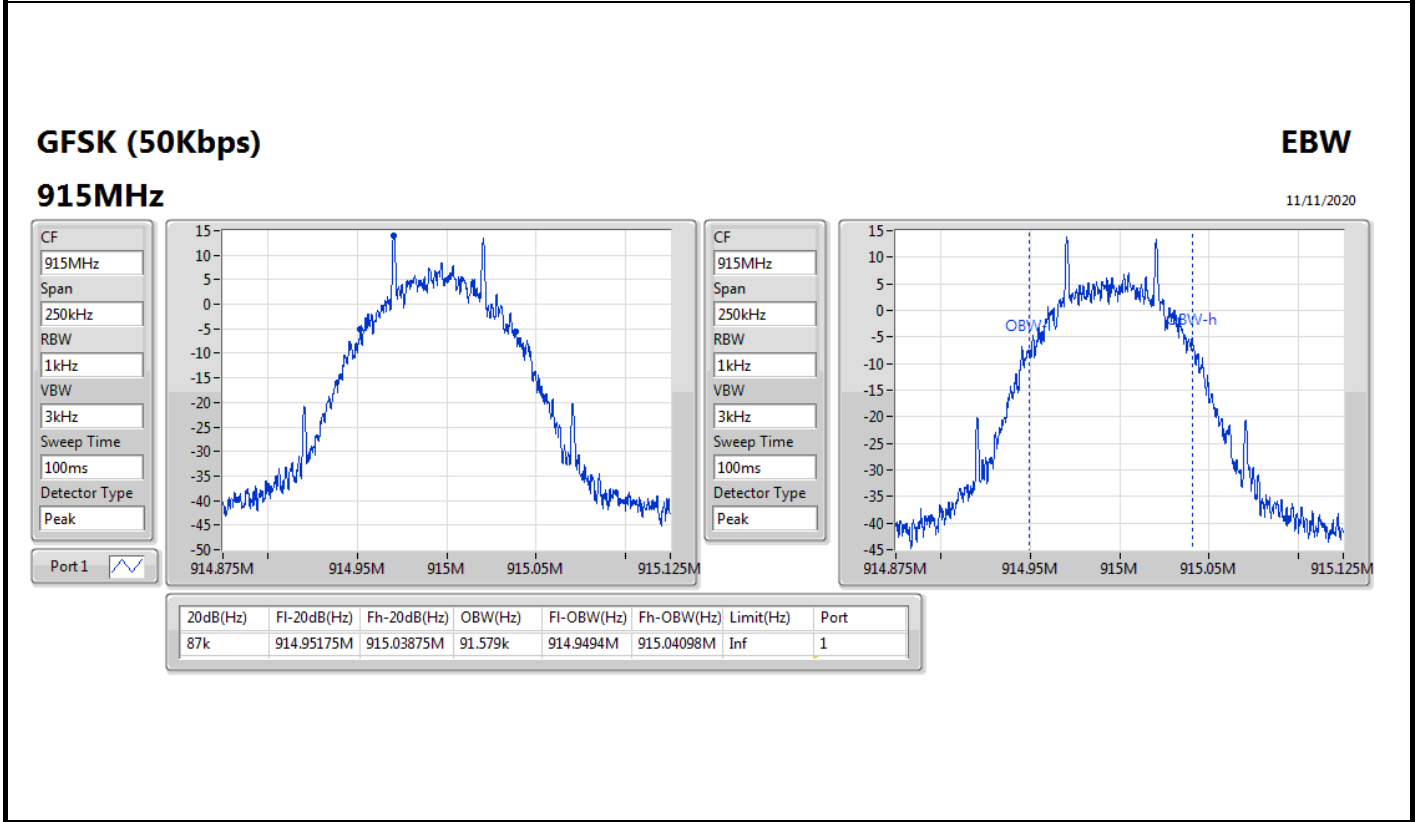 GFSK (50Kbps)
EBW
915MHz
11/11/2020
CF
915MHz
Span
250kHz
RBW
1kHz
VBW
3kHz
Sweep Time
100ms
Detector Type
Peak
Port 1
15
10
5
0
-5
-10
-15
-20
-25
-30
-35
-40
-45
-50
914.875M 914.95M 915M 915.05M 915.125M
CF
915MHz
Span
250kHz
RBW
1kHz
VBW
3kHz
Sweep Time
100ms
Detector Type
Peak
15
10
5
0
-5
-10
-15
-20
-25
-30
-35
-40
-45
OBW-l
OBW-h
914.875M 914.95M 915M 915.05M 915.125M
20dB(Hz) Fl-20dB(Hz) Fh-20dB(Hz) OBW(Hz) Fl-OBW(Hz) Fh-OBW(Hz) Limit(Hz) Port
87k 914.95175M 915.03875M 91.579k 914.9494M 915.04098M Inf 1